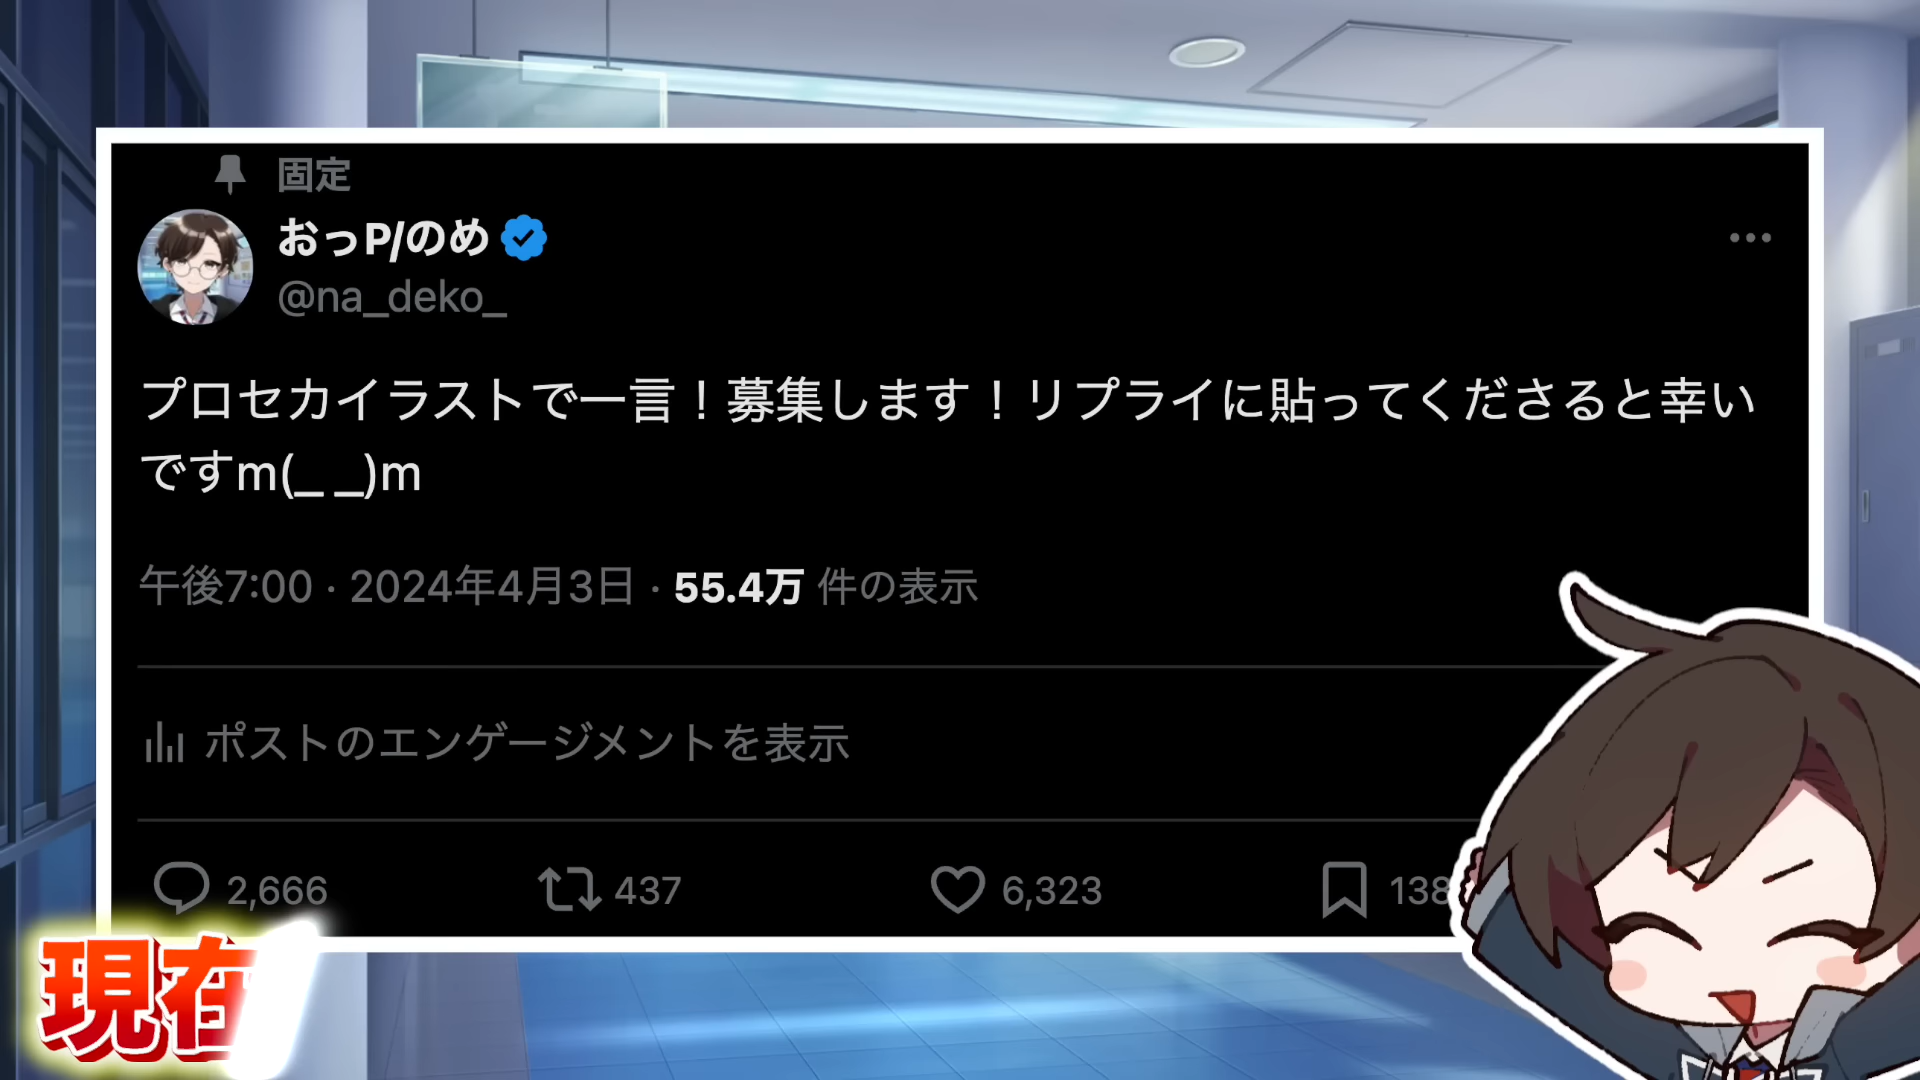 固定
おっP/のめ
@na_deko_
プロセカイラストで一言！募集します！リプライに貼ってくださると幸い
ですm(_ _)m
午後7:00 · 2024年4月3日 · 55.4万 件の表示
ポストのエンゲージメントを表示
2,666 437 6,323 138
現在